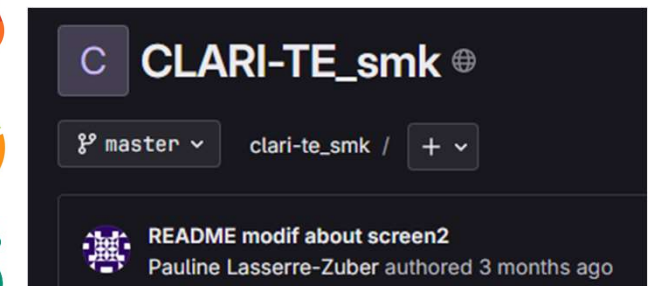 C CLARI-TE_smk
master clari-te_smk / +
README modif about screen2
Pauline Lasserre-Zuber authored 3 months ago